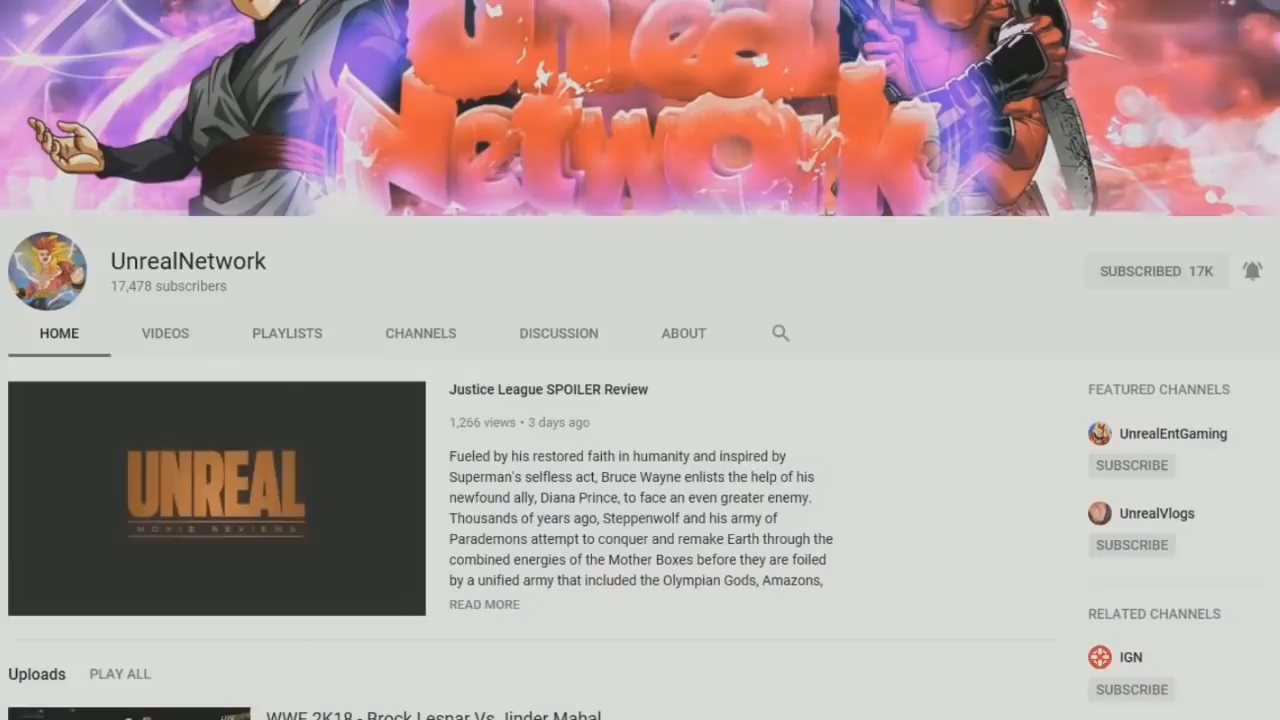 Unreal
Network
UnrealNetwork
17,478 subscribers
SUBSCRIBED 17K
HOME VIDEOS PLAYLISTS CHANNELS DISCUSSION ABOUT
Justice League SPOILER Review
1,266 views • 3 days ago
Fueled by his restored faith in humanity and inspired by
Superman's selfless act, Bruce Wayne enlists the help of his
newfound ally, Diana Prince, to face an even greater enemy.
Thousands of years ago, Steppenwolf and his army of
Parademons attempt to conquer and remake Earth through the
combined energies of the Mother Boxes before they are foiled
by a unified army that included the Olympian Gods, Amazons,
READ MORE
UNREAL
MOVIE REVIEWS
FEATURED CHANNELS
UnrealEntGaming
SUBSCRIBE
UnrealVlogs
SUBSCRIBE
RELATED CHANNELS
IGN
SUBSCRIBE
Uploads PLAY ALL
WWE 2K18 - Brock Lesnar Vs Jinder Mahal